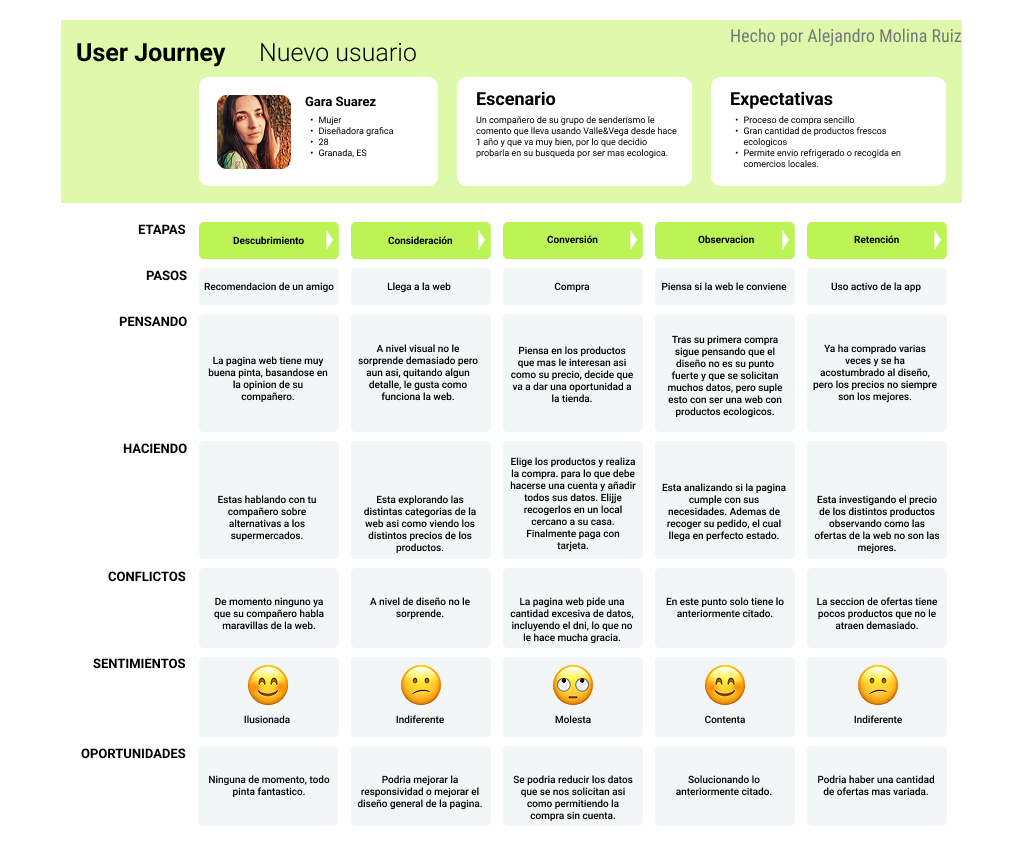 Hecho por Alejandro Molina Ruiz
User Journey Nuevo usuario
Gara Suarez
• Mujer
• Diseñadora grafica
• 28
• Granada, ES
Escenario
Un compañero de su grupo de senderismo le
comento que lleva usando Valle&Vega desde hace
1 año y que va muy bien, por lo que decidio
probarla en su busqueda por ser mas ecologica.
Expectativas
• Proceso de compra sencillo
• Gran cantidad de productos frescos
ecologicos
• Permite envio refrigerado o recogida en
comercios locales.
ETAPAS
Descubrimiento
Consideración
Conversión
Observacion
Retención
PASOS
Recomendacion de un amigo
Llega a la web
Compra
Piensa si la web le conviene
Uso activo de la app
PENSANDO
La pagina web tiene muy
buena pinta, basandose en
la opinion de su
compañero.
A nivel visual no le
sorprende demasiado pero
aun asi, quitando algun
detalle, le gusta como
funciona la web.
Piensa en los productos
que mas le interesan asi
como su precio, decide que
va a dar una oportunidad a
la tienda.
Tras su primera compra
sigue pensando que el
diseño no es su punto
fuerte y que se solicitan
muchos datos, pero suple
esto con ser una web con
productos ecologicos.
Ya ha comprado varias
veces y se ha
acostumbrado al diseño,
pero los precios no siempre
son los mejores.
HACIENDO
Estas hablando con tu
compañero sobre
alternativas a los
supermercados.
Esta explorando las
distintas categorias de la
web asi como viendo los
distintos precios de los
productos.
Elige los productos y realiza
la compra. para lo que debe
hacerse una cuenta y añadir
todos sus datos. Elijje
recogerlos en un local
cercano a su casa.
Finalmente paga con
tarjeta.
Esta analizando si la pagina
cumple con sus
necesidades. Ademas de
recoger su pedido, el cual
llega en perfecto estado.
Esta investigando el precio
de los distintos productos
observando como las
ofertas de la web no son las
mejores.
CONFLICTOS
De momento ninguno ya
que su compañero habla
maravillas de la web.
A nivel de diseño no le
sorprende.
La pagina web pide una
cantidad excesiva de datos,
incluyendo el dni, lo que no
le hace mucha gracia.
En este punto solo tiene lo
anteriormente citado.
La seccion de ofertas tiene
pocos productos que no le
atraen demasiado.
SENTIMIENTOS
Ilusionada
Indiferente
Molesta
Contenta
Indiferente
OPORTUNIDADES
Ninguna de momento, todo
pinta fantastico.
Podria mejorar la
responsividad o mejorar el
diseño general de la pagina.
Se podria reducir los datos
que se nos solicitan asi
como permitiendo la
compra sin cuenta.
Solucionando lo
anteriormente citado.
Podria haber una cantidad
de ofertas mas variada.